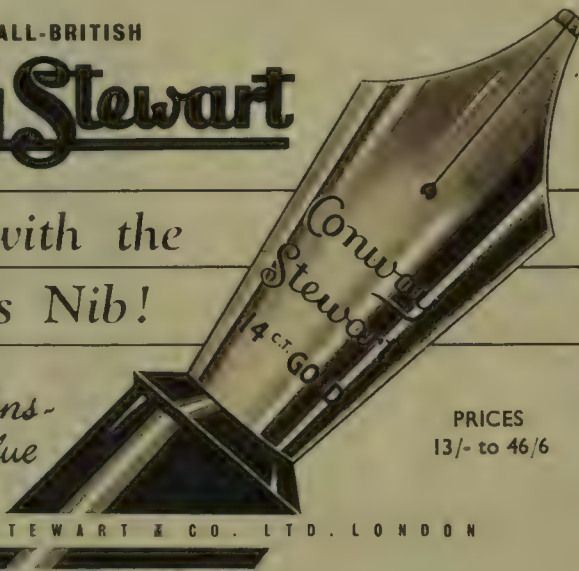 ALL-BRITISH
Stewart
with the
s Nib!
Conway
Stewart
14 CT. GOLD
PRICES
13/- to 46/6
STEWART & CO. LTD. LONDON